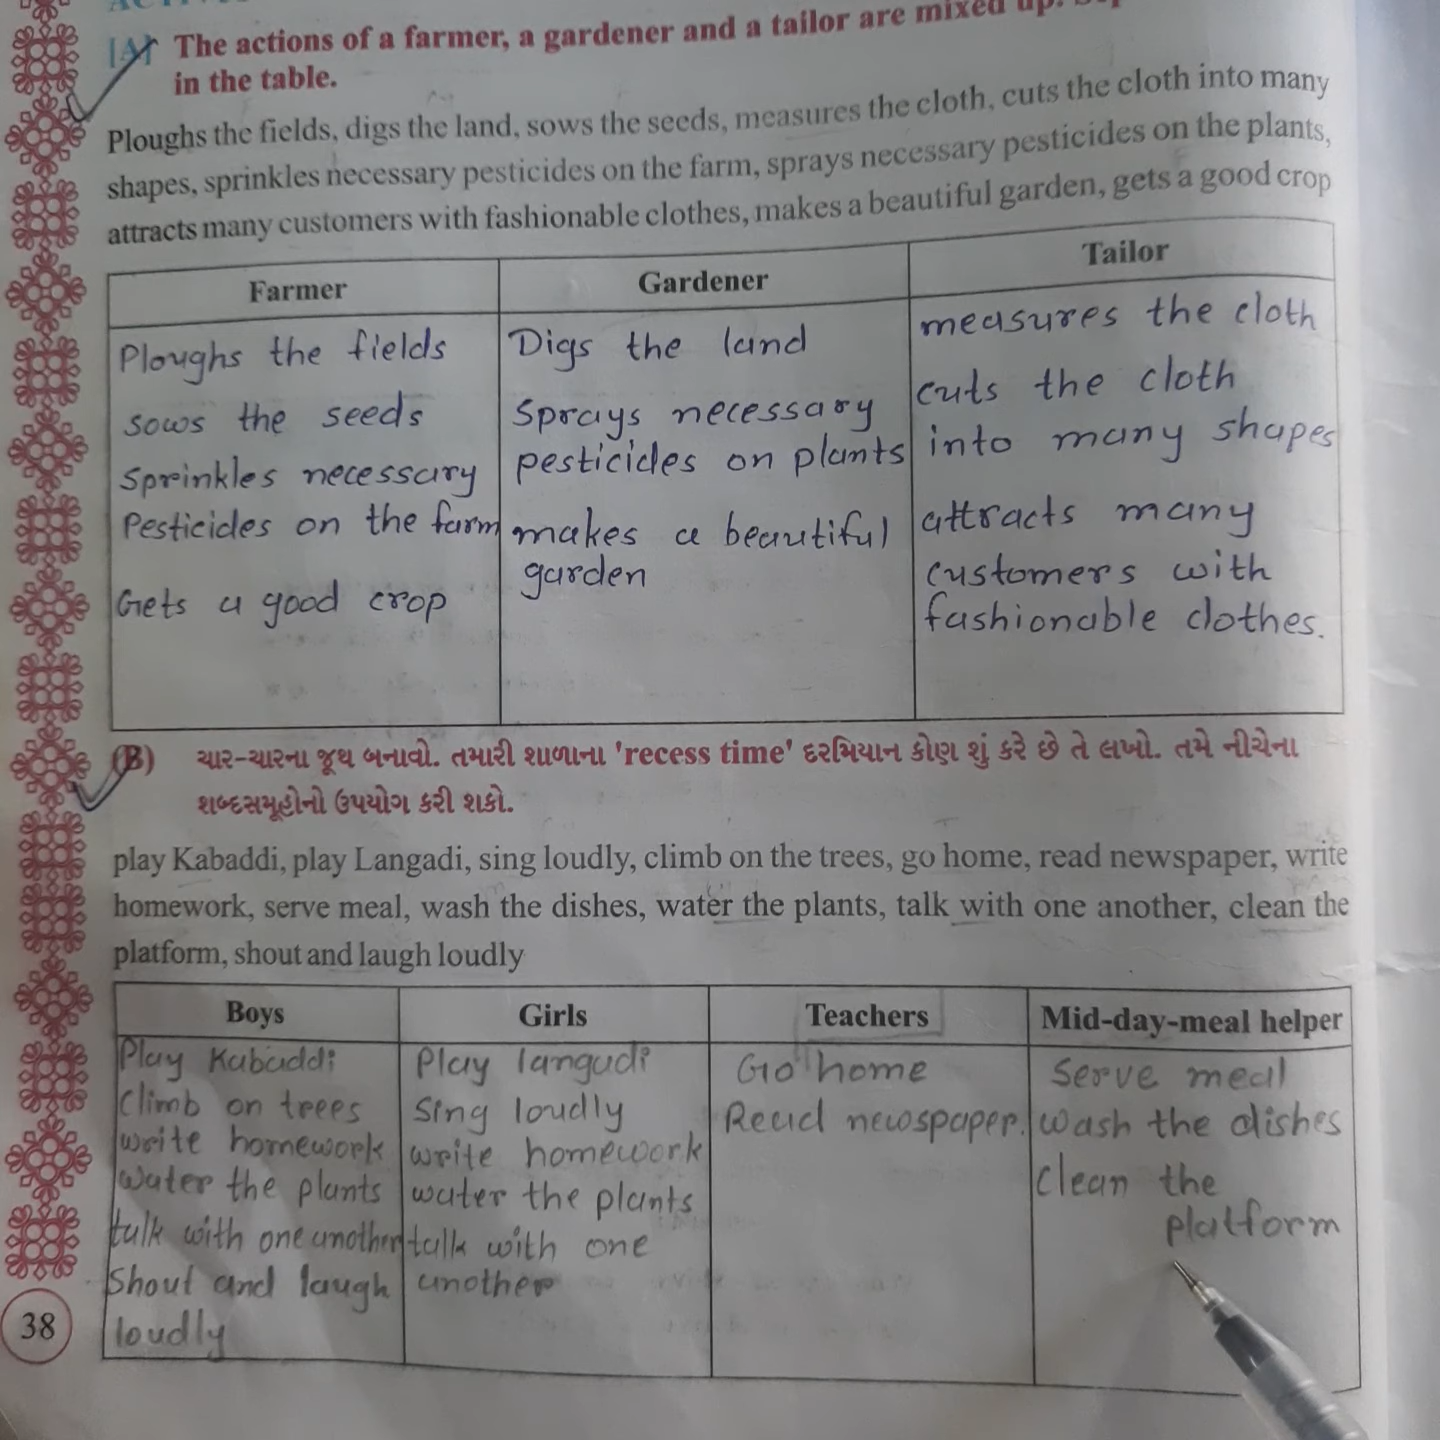 [A] The actions of a farmer, a gardener and a tailor are mixed up.
in the table.
Ploughs the fields, digs the land, sows the seeds, measures the cloth, cuts the cloth into many
shapes, sprinkles necessary pesticides on the farm, sprays necessary pesticides on the plants,
attracts many customers with fashionable clothes, makes a beautiful garden, gets a good crop
Farmer
Ploughs the fields
sows the seeds
Sprinkles necessary
Pesticides on the farm
Gets a good crop
Gardener
Digs the land
Sprays necessary
pesticides on plants
makes a beautiful
garden
Tailor
measures the cloth
cuts the cloth
into many shapes
attracts many
customers with
fashionable clothes.
(B) ચાર-ચારના જૂથ બનાવો. તમારી શાળાના 'recess time' દરમિયાન કોણ શું કરે છે તે લખો. તમે નીચેના
શબ્દસમૂહોનો ઉપયોગ કરી શકો.
play Kabaddi, play Langadi, sing loudly, climb on the trees, go home, read newspaper, write
homework, serve meal, wash the dishes, water the plants, talk with one another, clean the
platform, shout and laugh loudly
Boys
Play Kabaddi
Climb on trees
write homework
Water the plants
talk with one another
Shout and laugh
loudly
Girls
Play langadi
Sing loudly
write homework
water the plants
talk with one
another
Teachers
Go home
Read newspaper.
Mid-day-meal helper
Serve meal
Wash the dishes
Clean the
platform
38